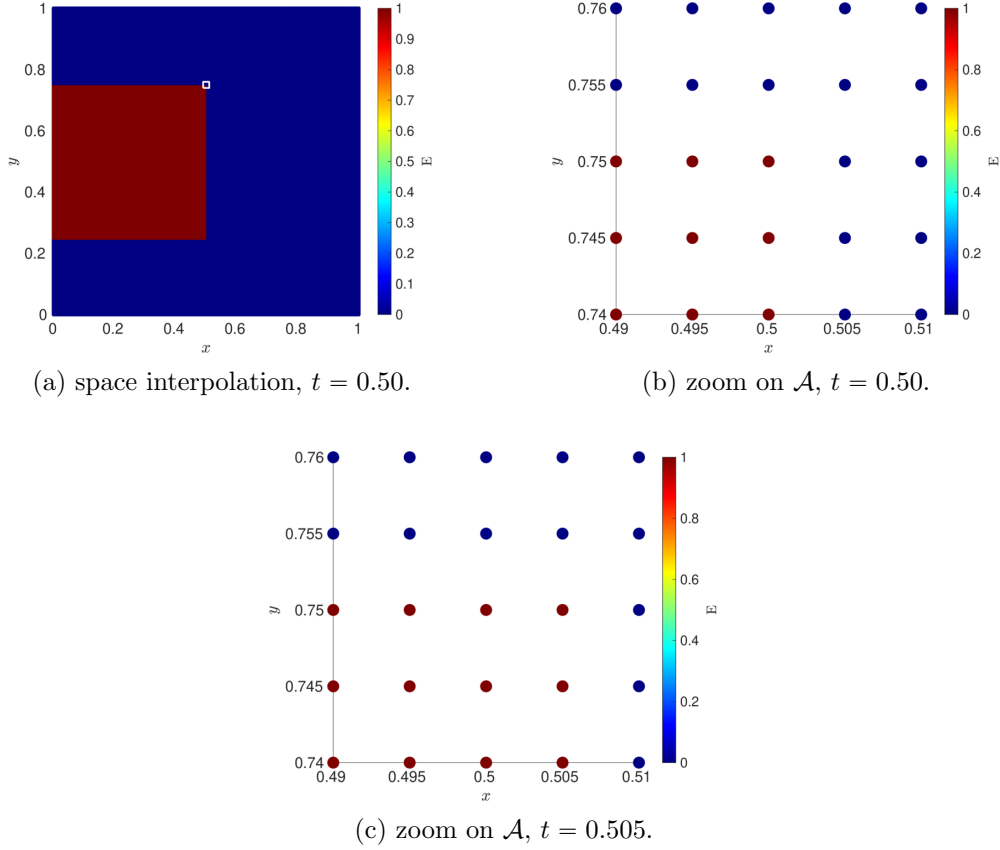 1
0.8
0.6
0.4
0.2
0
y
0 0.2 0.4 0.6 0.8 1
x
1
0.9
0.8
0.7
0.6
0.5
0.4
0.3
0.2
0.1
0
E
(a) space interpolation, t = 0.50.
0.76
0.755
0.75
0.745
0.74
y
0.49 0.495 0.5 0.505 0.51
x
1
0.8
0.6
0.4
0.2
0
E
(b) zoom on 𝒜, t = 0.50.
0.76
0.755
0.75
0.745
0.74
y
0.49 0.495 0.5 0.505 0.51
x
1
0.8
0.6
0.4
0.2
0
E
(c) zoom on 𝒜, t = 0.505.